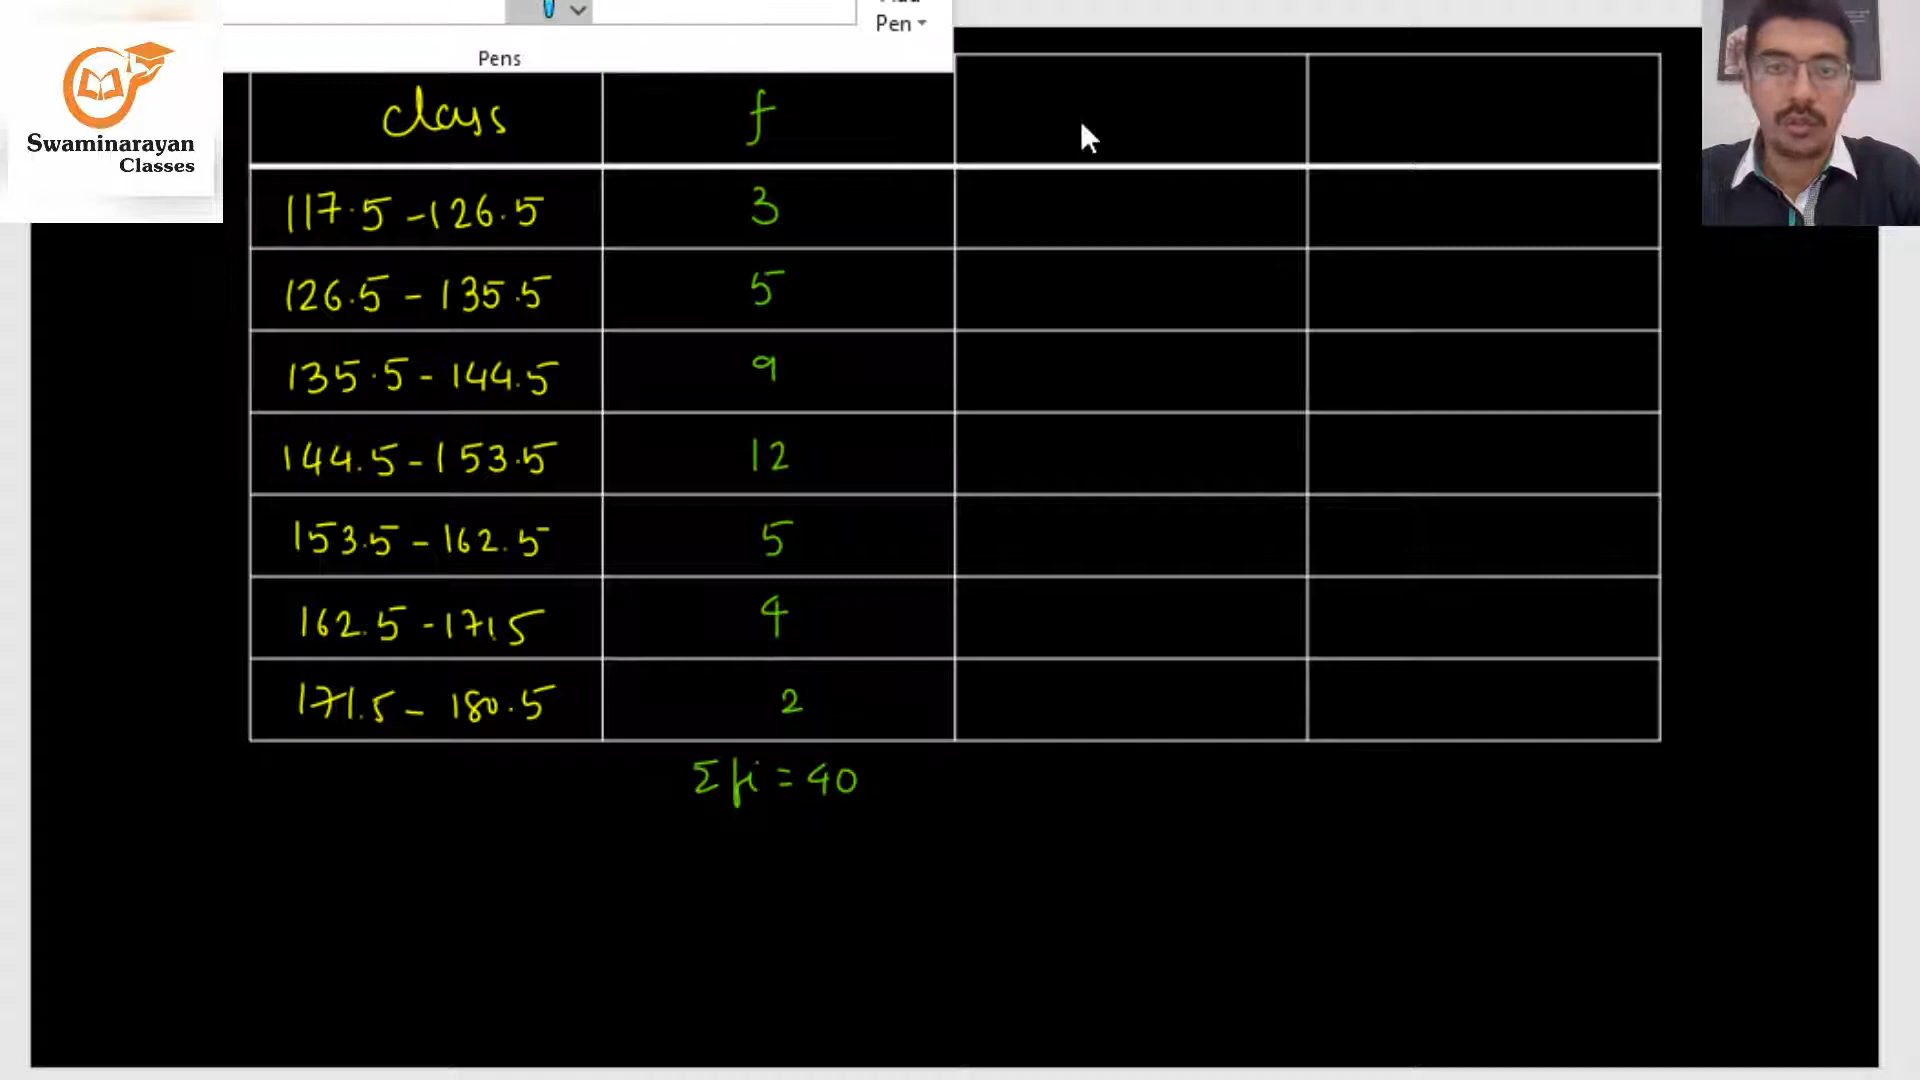 Pen
Pens
Swaminarayan
Classes
class f
117.5 - 126.5 3
126.5 - 135.5 5
135.5 - 144.5 9
144.5 - 153.5 12
153.5 - 162.5 5
162.5 - 171.5 4
171.5 - 180.5 2
Σfi = 40